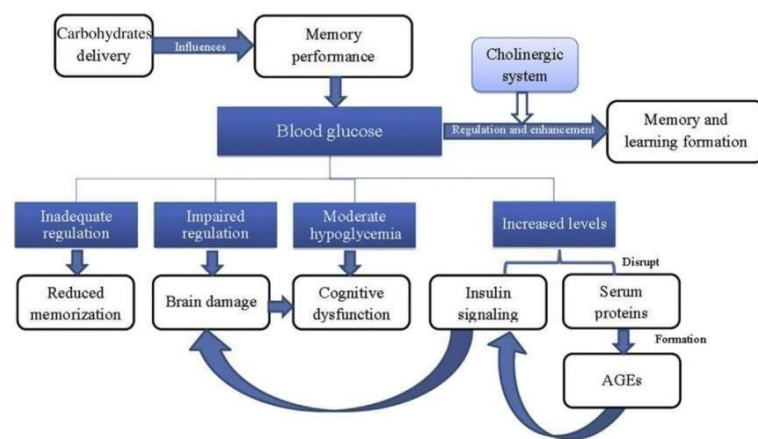 Carbohydrates
delivery
Influences
Memory
performance
Cholinergic
system
Blood glucose
Regulation and enhancement
Memory and
learning formation
Inadequate
regulation
Impaired
regulation
Moderate
hypoglycemia
Increased levels
Disrupt
Reduced
memorization
Brain damage
Cognitive
dysfunction
Insulin
signaling
Serum
proteins
Formation
AGEs